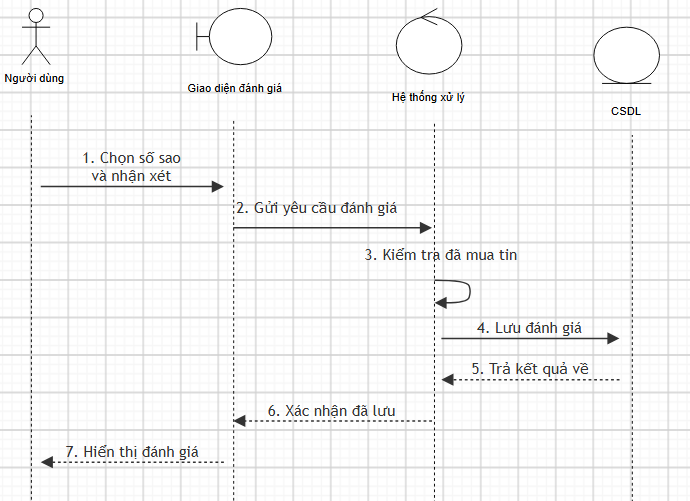 Người dùng
Giao diện đánh giá
Hệ thống xử lý
CSDL
1. Chọn số sao
và nhận xét
2. Gửi yêu cầu đánh giá
3. Kiểm tra đã mua tin
4. Lưu đánh giá
5. Trả kết quả về
6. Xác nhận đã lưu
7. Hiển thị đánh giá